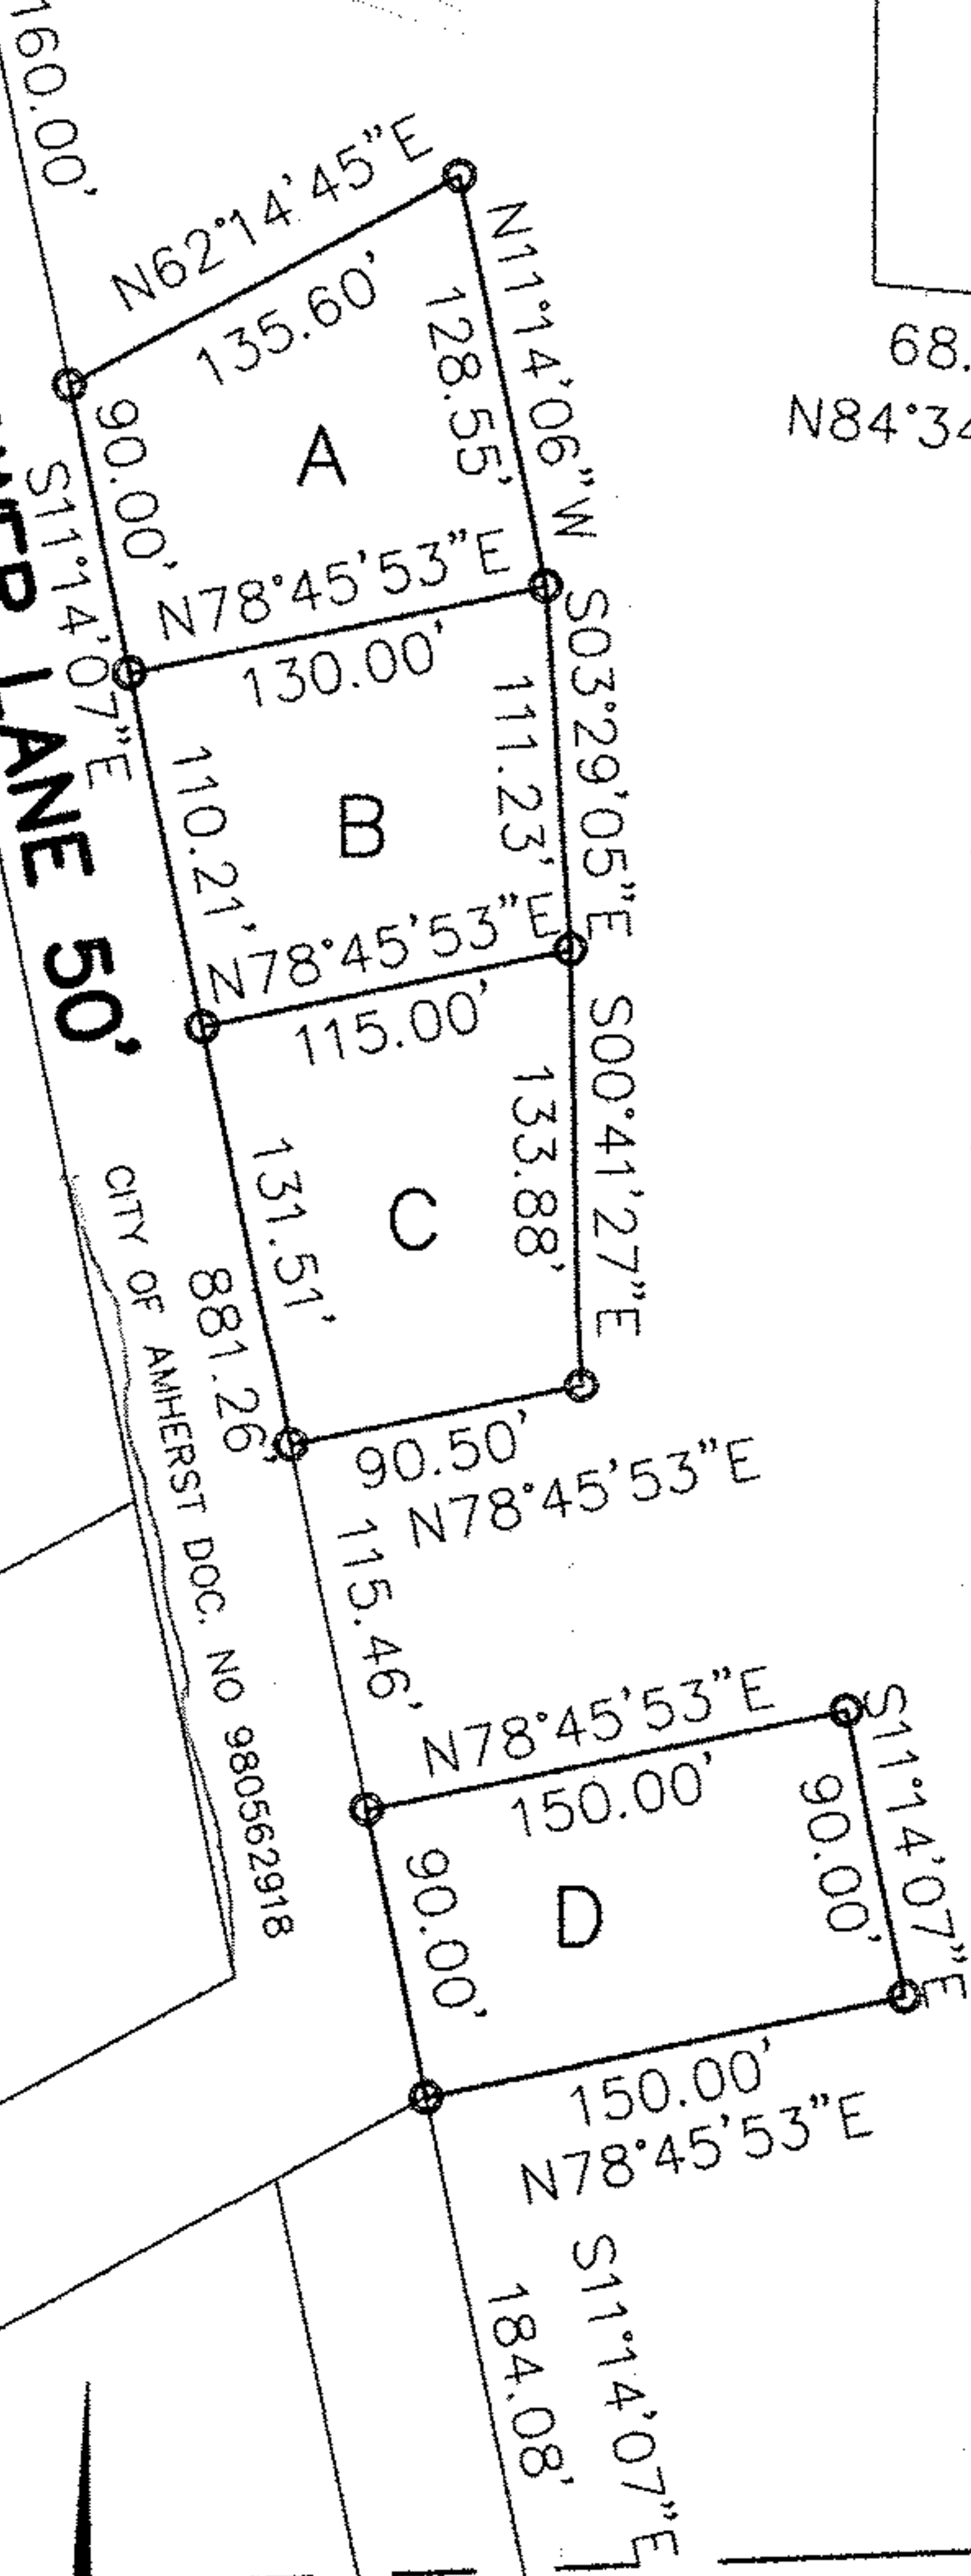 160.00'
N62°14'45"E
135.60'
N11°14'06"W
128.55'
68.
N84°34
90.00'
S11°14'07"E
A
N78°45'53"E
130.00'
S03°29'05"E
111.23'
LANE 50'
110.21'
B
N78°45'53"E
115.00'
S00°41'27"E
133.88'
131.51'
C
881.26'
CITY OF AMHERST DOC. NO 980562918
90.50'
N78°45'53"E
115.46'
N78°45'53"E
150.00'
S11°14'07"E
90.00'
90.00'
D
150.00'
N78°45'53"E
S11°14'07"E
184.08'